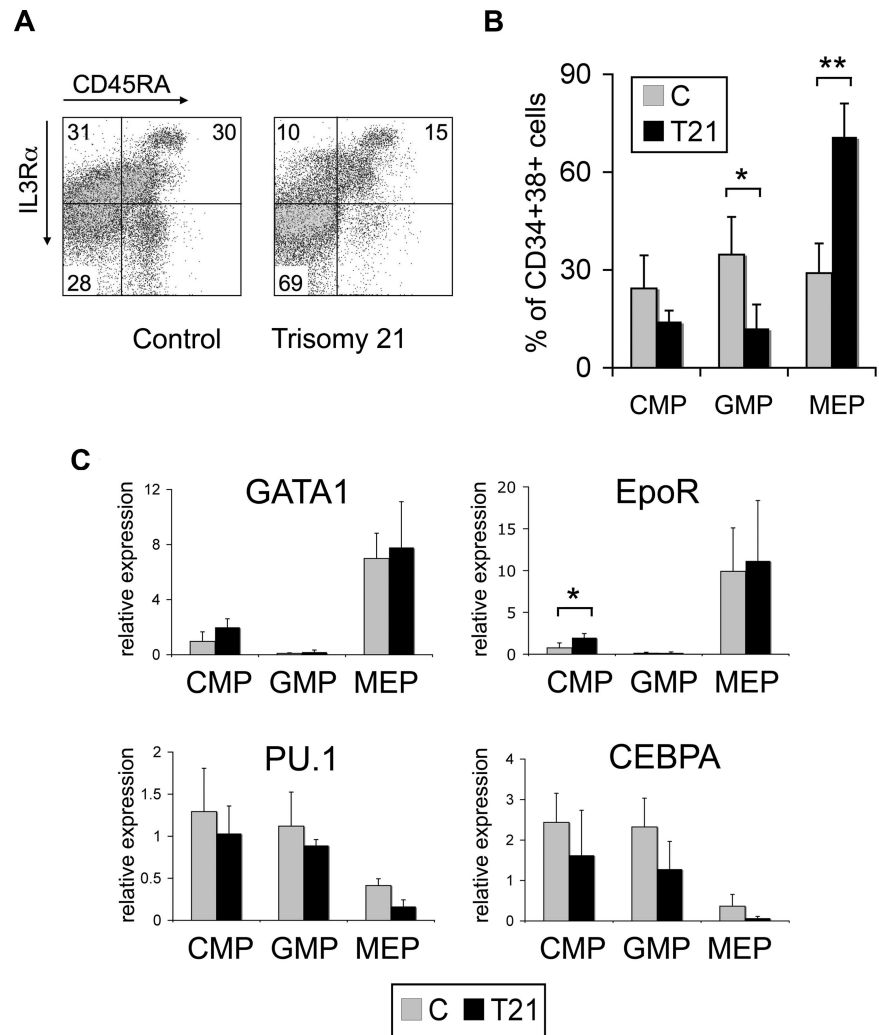 A
CD45RA
IL3Rα
31
30
28
10
15
69
Control
Trisomy 21
B
% of CD34+38+ cells
90
60
30
0
C
T21
*
**
CMP
GMP
MEP
C
GATA1
relative expression
12
8
4
0
CMP GMP MEP
EpoR
relative expression
20
15
10
5
0
*
CMP GMP MEP
PU.1
relative expression
2
1.5
1
0.5
0
CMP GMP MEP
CEBPA
relative expression
4
3
2
1
0
CMP GMP MEP
C T21